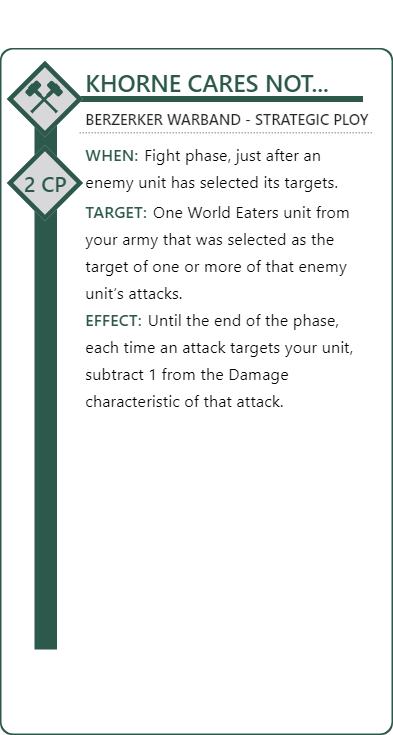 KHORNE CARES NOT...
BERZERKER WARBAND - STRATEGIC PLOY
2 CP
WHEN: Fight phase, just after an
enemy unit has selected its targets.
TARGET: One World Eaters unit from
your army that was selected as the
target of one or more of that enemy
unit’s attacks.
EFFECT: Until the end of the phase,
each time an attack targets your unit,
subtract 1 from the Damage
characteristic of that attack.